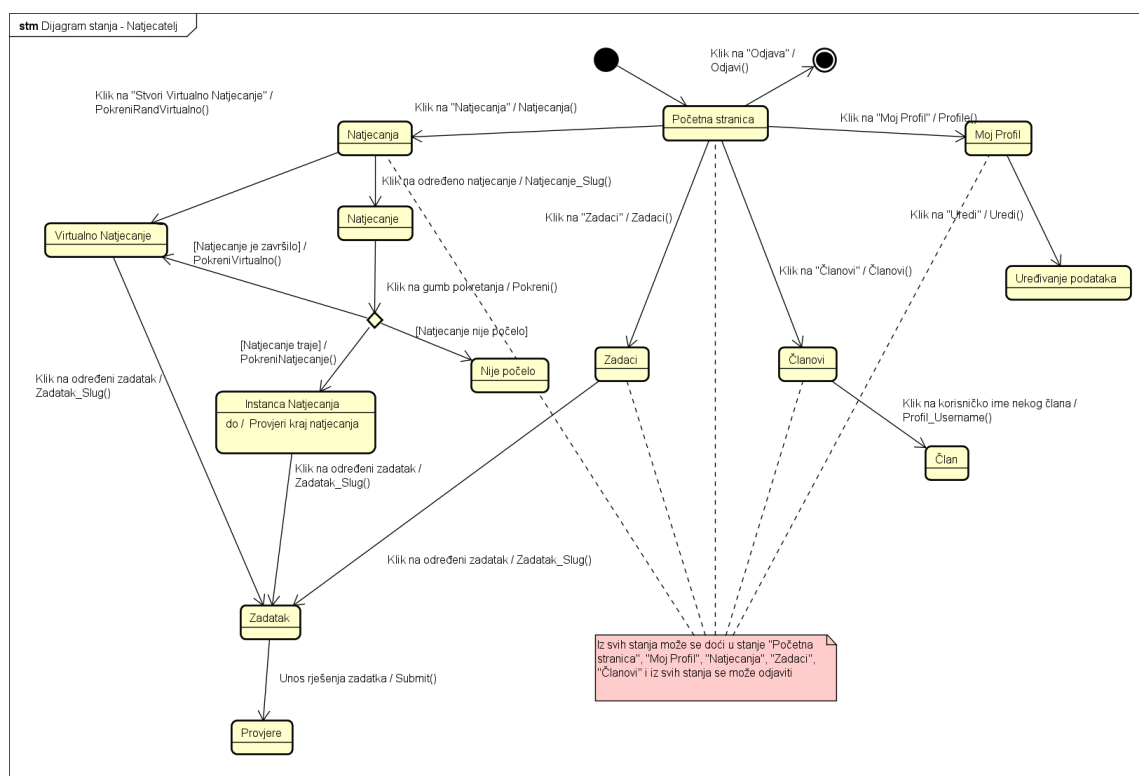 stm Dijagram stanja - Natjecatelj
Klik na "Odjava" /
Odjavi()
Klik na "Stvori Virtualno Natjecanje" /
PokreniRandVirtualno()
Klik na "Natjecanja" / Natjecanja()
Početna stranica
Klik na "Moj Profil" / Profile()
Natjecanja
Moj Profil
Klik na određeno natjecanje / Natjecanje_Slug()
Natjecanje
Klik na "Zadaci" / Zadaci()
Klik na "Uredi" / Uredi()
Virtualno Natjecanje
[Natjecanje je završilo] /
PokreniVirtualno()
Klik na "Članovi" / Članovi()
Uređivanje podataka
Klik na gumb pokretanja / Pokreni()
[Natjecanje nije počelo]
[Natjecanje traje] /
PokreniNatjecanje()
Nije počelo
Zadaci
Članovi
Klik na određeni zadatak /
Zadatak_Slug()
Instanca Natjecanja
do / Provjeri kraj natjecanja
Klik na korisničko ime nekog člana /
Profil_Username()
Član
Klik na određeni zadatak /
Zadatak_Slug()
Klik na određeni zadatak / Zadatak_Slug()
Zadatak
Iz svih stanja može se doći u stanje "Početna
stranica", "Moj Profil", "Natjecanja", "Zadaci",
"Članovi" i iz svih stanja se može odjaviti
Unos rješenja zadatka / Submit()
Provjere